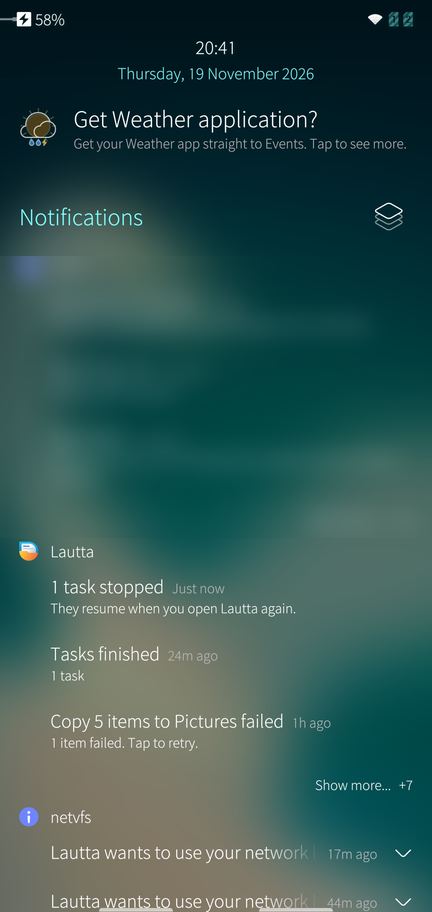 58%
20:41
Thursday, 19 November 2026
Get Weather application?
Get your Weather app straight to Events. Tap to see more.
Notifications
Lautta
1 task stopped Just now
They resume when you open Lautta again.
Tasks finished 24m ago
1 task
Copy 5 items to Pictures failed 1h ago
1 item failed. Tap to retry.
Show more... +7
netvfs
Lautta wants to use your network 17m ago
Lautta wants to use your network 44m ago